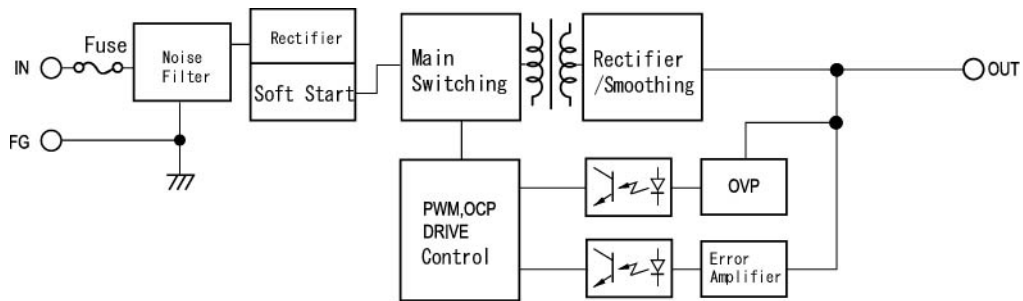 Fuse
IN
Noise
Filter
Rectifier
Soft Start
Main
Switching
Rectifier
/Smoothing
OUT
FG
PWM,OCP
DRIVE
Control
OVP
Error
Amplifier